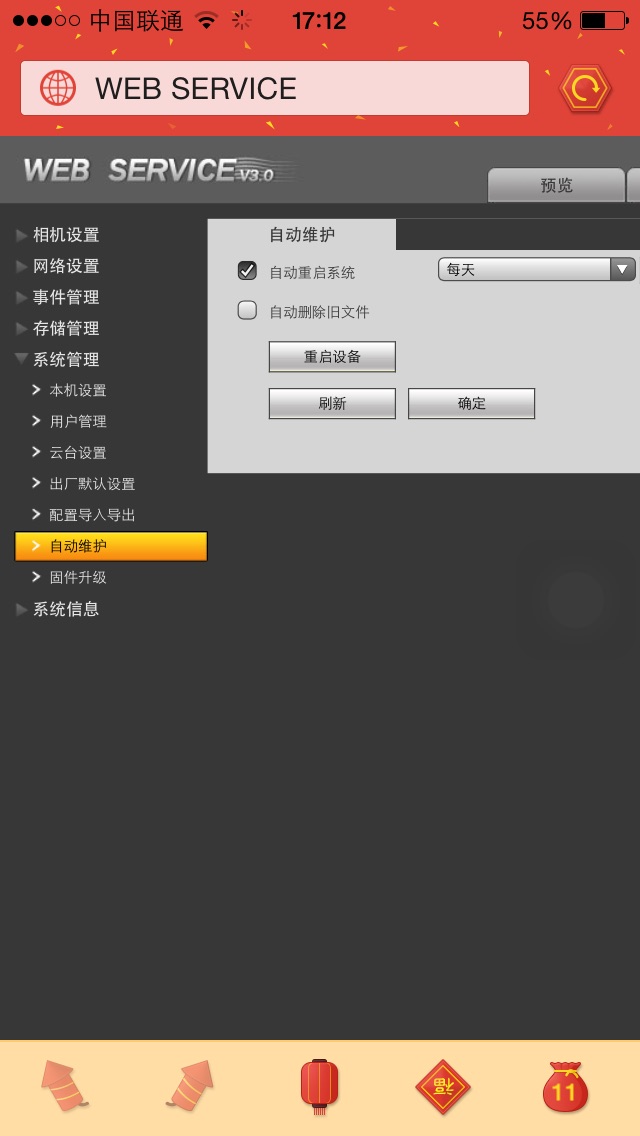 中国联通 17:12 55%
WEB SERVICE
WEB SERVICE V3.0
预览
相机设置
网络设置
事件管理
存储管理
系统管理
本机设置
用户管理
云台设置
出厂默认设置
配置导入导出
自动维护
固件升级
系统信息
自动维护
自动重启系统 每天
自动删除旧文件
重启设备
刷新 确定
福 11